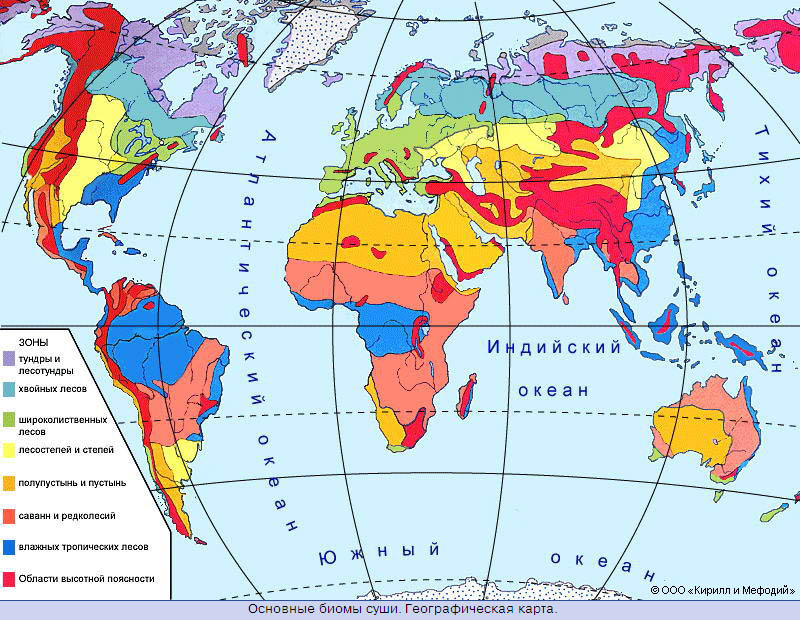 Атлантический океан
Тихий океан
Индийский
океан
Южный океан
ЗОНЫ
тундры и
лесотундры
хвойных лесов
широколиственных
лесов
лесостепей и степей
полупустынь и пустынь
саванн и редколесий
влажных тропических лесов
Области высотной поясности
© ООО «Кирилл и Мефодий»
Основные биомы суши. Географическая карта.